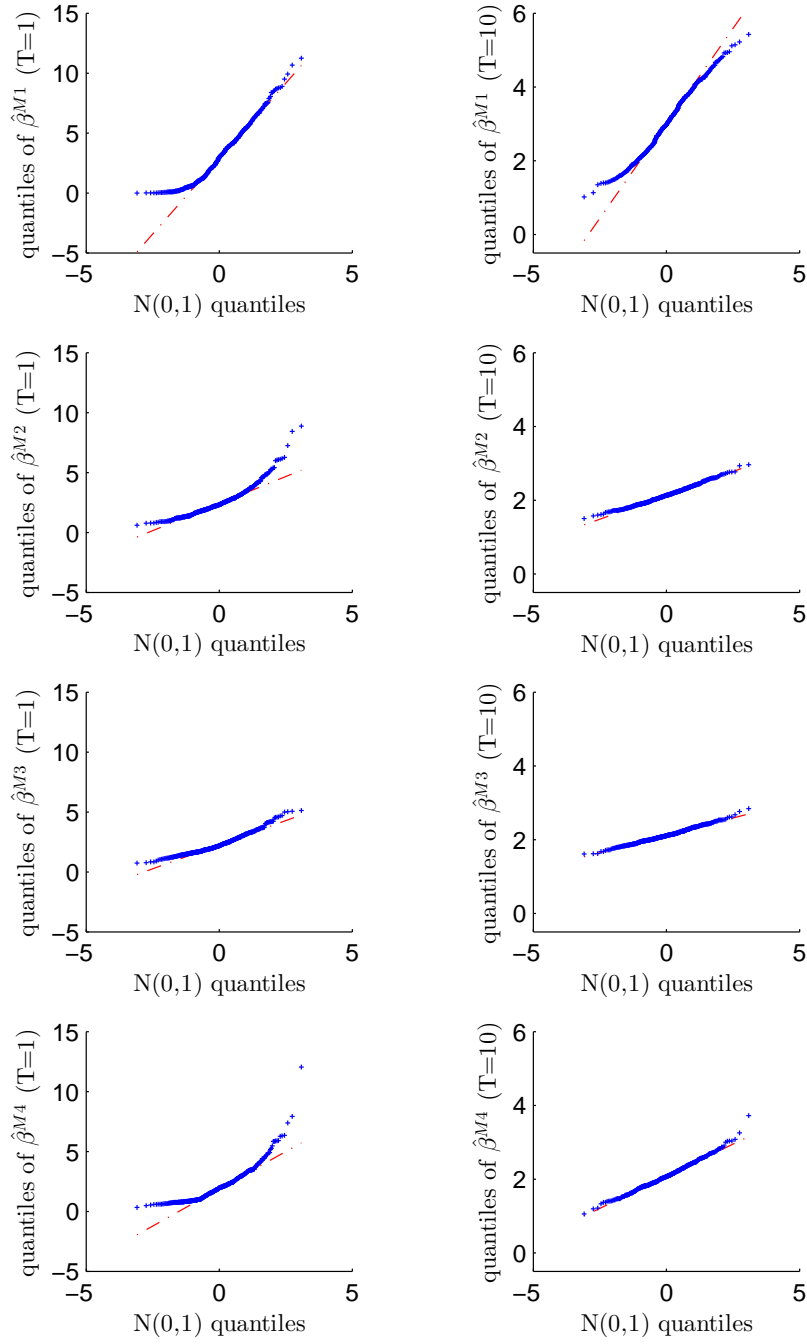 quantiles of β̂^{M1} (T=1)
15
10
5
0
−5
−5 0 5
N(0,1) quantiles
quantiles of β̂^{M1} (T=10)
6
4
2
0
−5 0 5
N(0,1) quantiles
quantiles of β̂^{M2} (T=1)
15
10
5
0
−5
−5 0 5
N(0,1) quantiles
quantiles of β̂^{M2} (T=10)
6
4
2
0
−5 0 5
N(0,1) quantiles
quantiles of β̂^{M3} (T=1)
15
10
5
0
−5
−5 0 5
N(0,1) quantiles
quantiles of β̂^{M3} (T=10)
6
4
2
0
−5 0 5
N(0,1) quantiles
quantiles of β̂^{M4} (T=1)
15
10
5
0
−5
−5 0 5
N(0,1) quantiles
quantiles of β̂^{M4} (T=10)
6
4
2
0
−5 0 5
N(0,1) quantiles